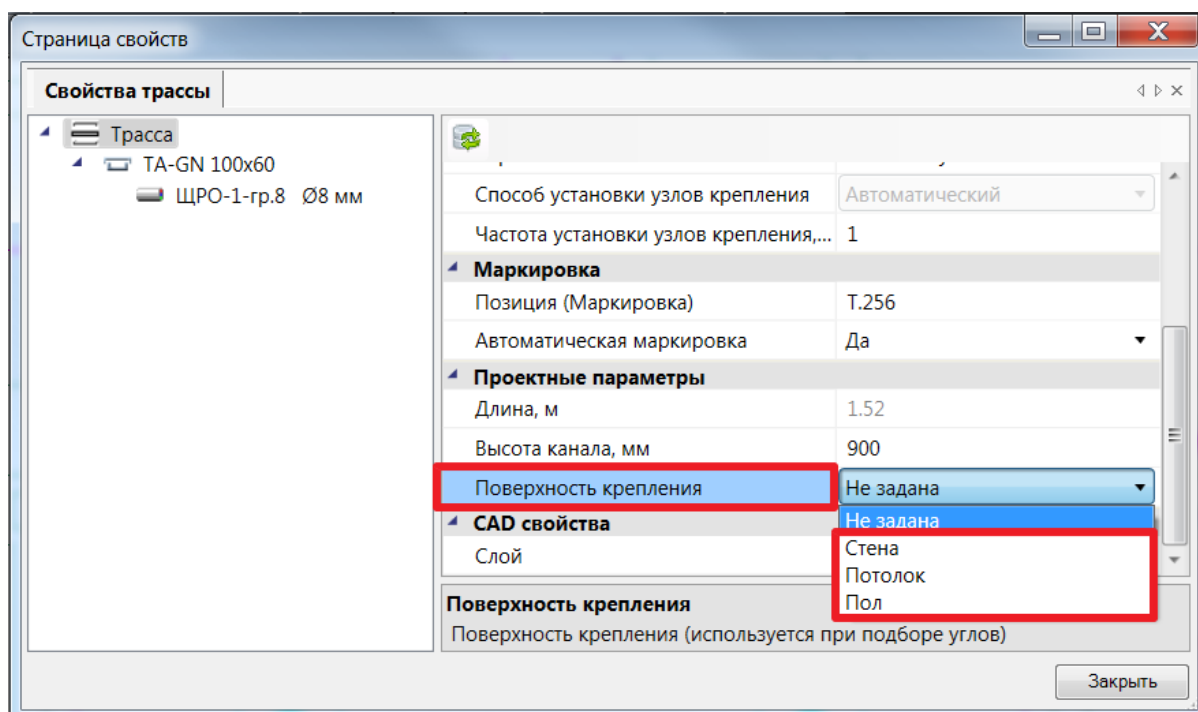 Страница свойств
Свойства трассы
Трасса
TA-GN 100x60
ЩРО-1-гр.8 Ø8 мм
Способ установки узлов крепления Автоматический
Частота установки узлов крепления,... 1
Маркировка
Позиция (Маркировка) Т.256
Автоматическая маркировка Да
Проектные параметры
Длина, м 1.52
Высота канала, мм 900
Поверхность крепления Не задана
CAD свойства Не задана
Слой Стена
Потолок
Пол
Поверхность крепления
Поверхность крепления (используется при подборе углов)
Закрыть